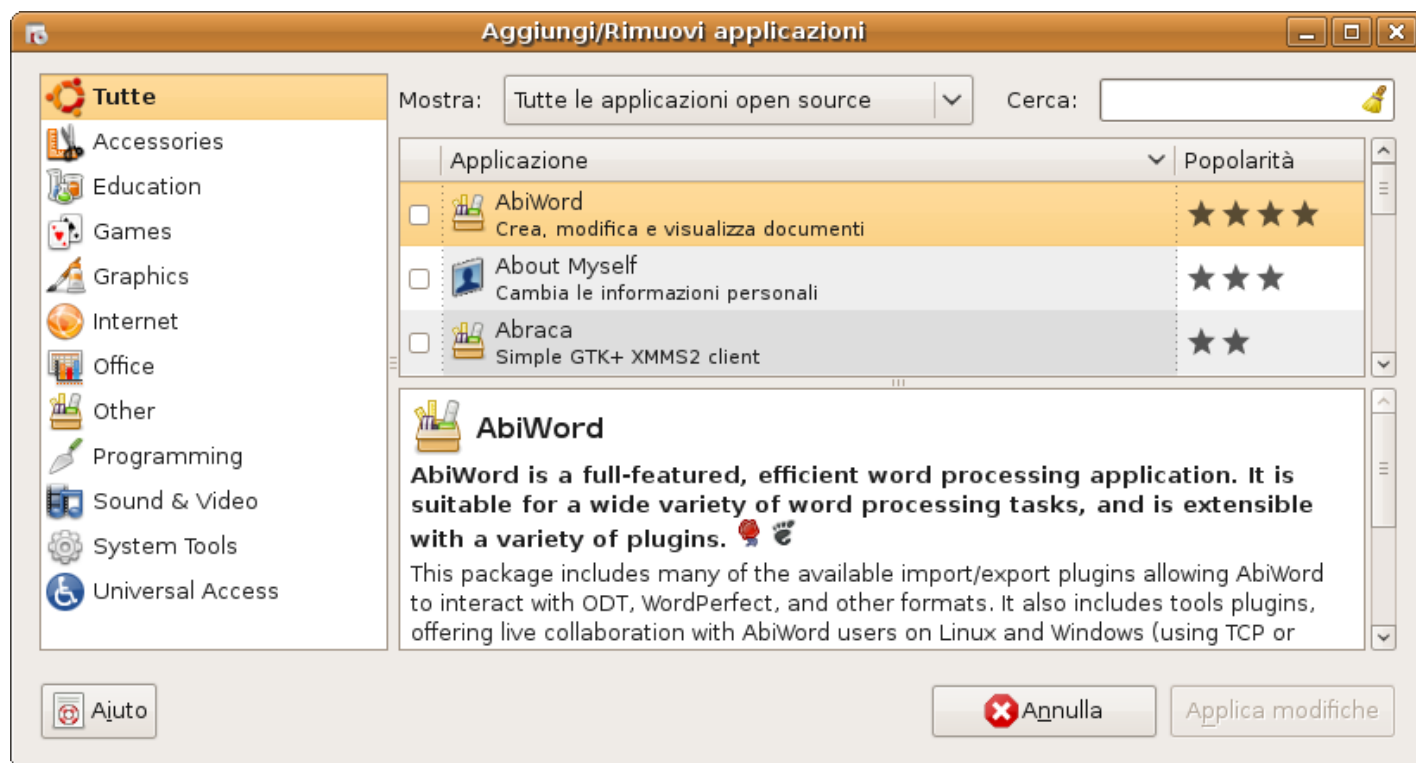 Aggiungi/Rimuovi applicazioni
Tutte
Accessories
Education
Games
Graphics
Internet
Office
Other
Programming
Sound & Video
System Tools
Universal Access
Mostra: Tutte le applicazioni open source Cerca:
Applicazione Popolarità
AbiWord
Crea, modifica e visualizza documenti
About Myself
Cambia le informazioni personali
Abraca
Simple GTK+ XMMS2 client
AbiWord
AbiWord is a full-featured, efficient word processing application. It is
suitable for a wide variety of word processing tasks, and is extensible
with a variety of plugins.
This package includes many of the available import/export plugins allowing AbiWord
to interact with ODT, WordPerfect, and other formats. It also includes tools plugins,
offering live collaboration with AbiWord users on Linux and Windows (using TCP or
Aiuto Annulla Applica modifiche